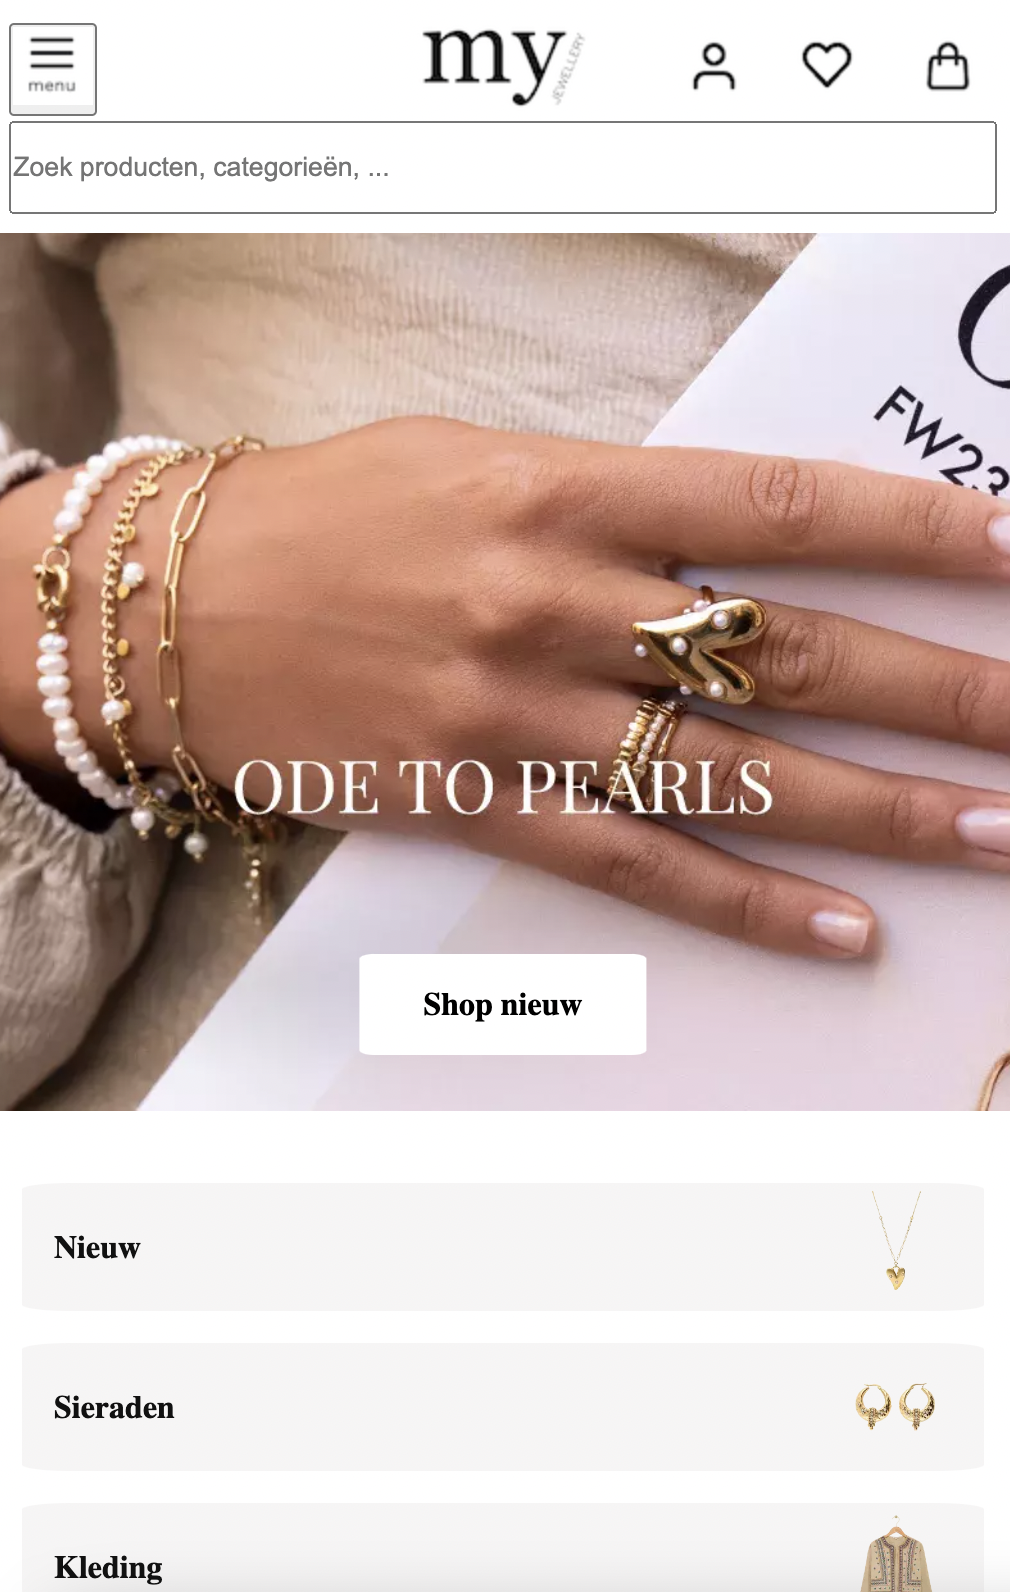 my
JEWELLERY
menu
Zoek producten, categorieën, ...
FW23
ODE TO PEARLS
Shop nieuw
Nieuw
Sieraden
Kleding